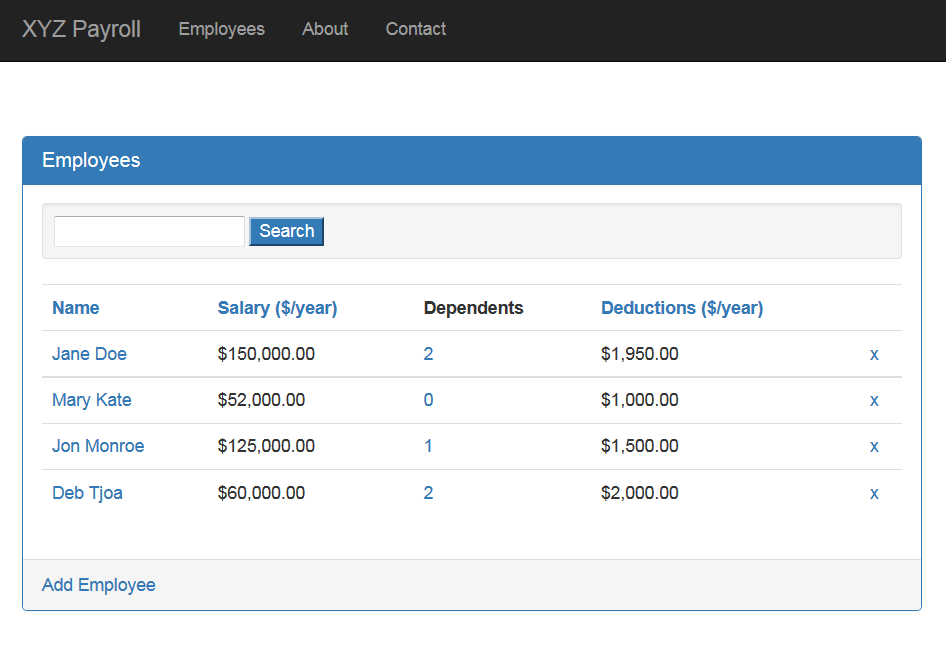 XYZ Payroll Employees About Contact
Employees
Search
Name Salary ($/year) Dependents Deductions ($/year)
Jane Doe $150,000.00 2 $1,950.00 x
Mary Kate $52,000.00 0 $1,000.00 x
Jon Monroe $125,000.00 1 $1,500.00 x
Deb Tjoa $60,000.00 2 $2,000.00 x
Add Employee